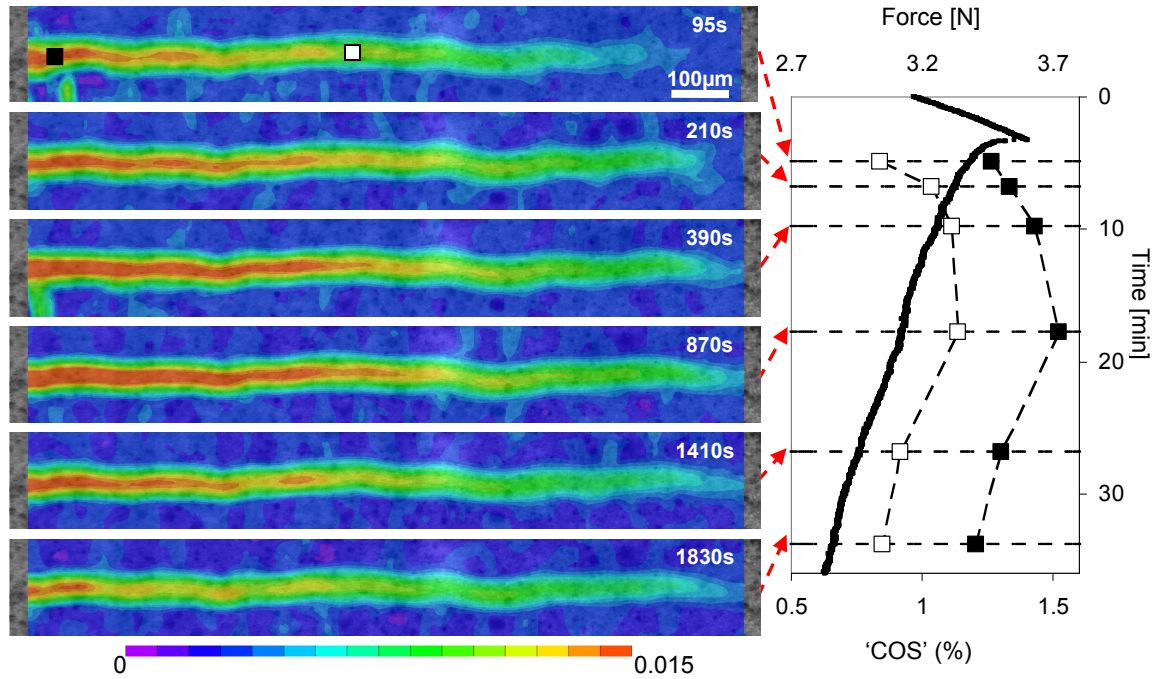 95s
100µm
210s
390s
870s
1410s
1830s
0 0.015
Force [N]
2.7 3.2 3.7
0
10
20
30
Time [min]
0.5 1 1.5
‘COS’ (%)